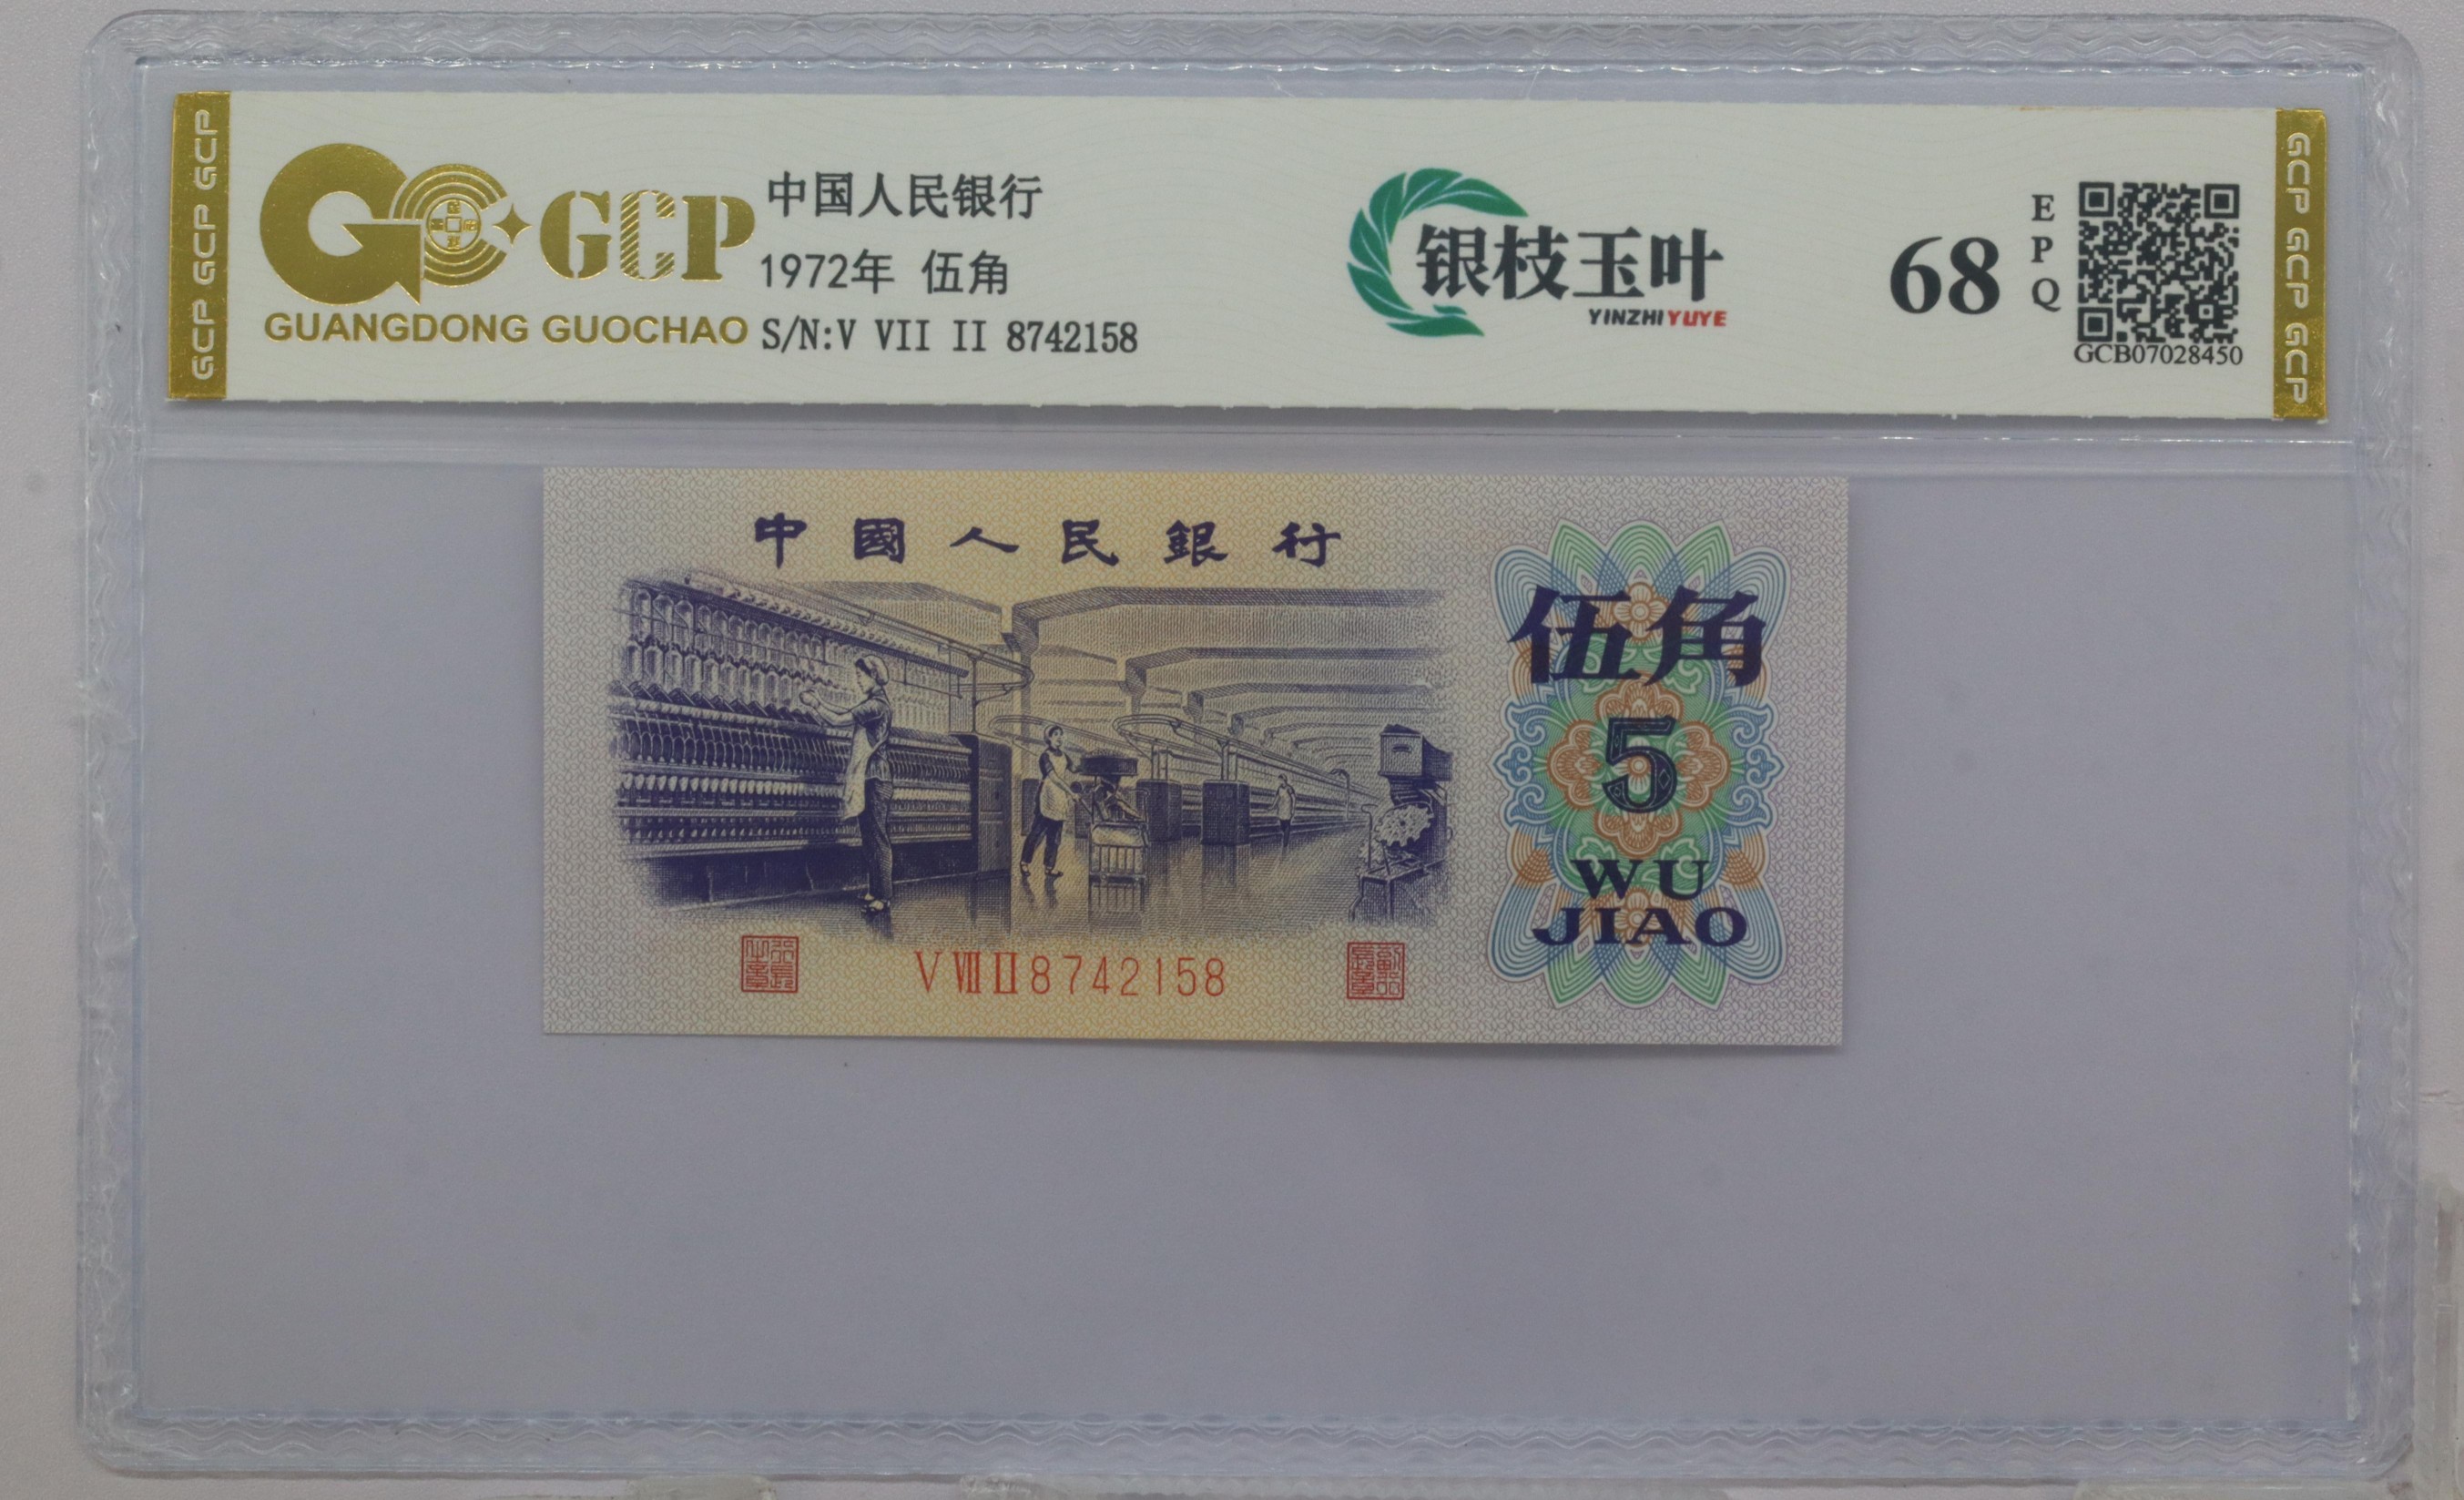 GCP GCP GCP
GCP
GUANGDONG GUOCHAO
中国人民银行
1972年 伍角
S/N:V VII II 8742158
银枝玉叶
YINZHIYUYE
68
EPQ
GCB07028450
GCP GCP GCP
中國人民銀行
伍角
5
WU
JIAO
V VII II 8742158